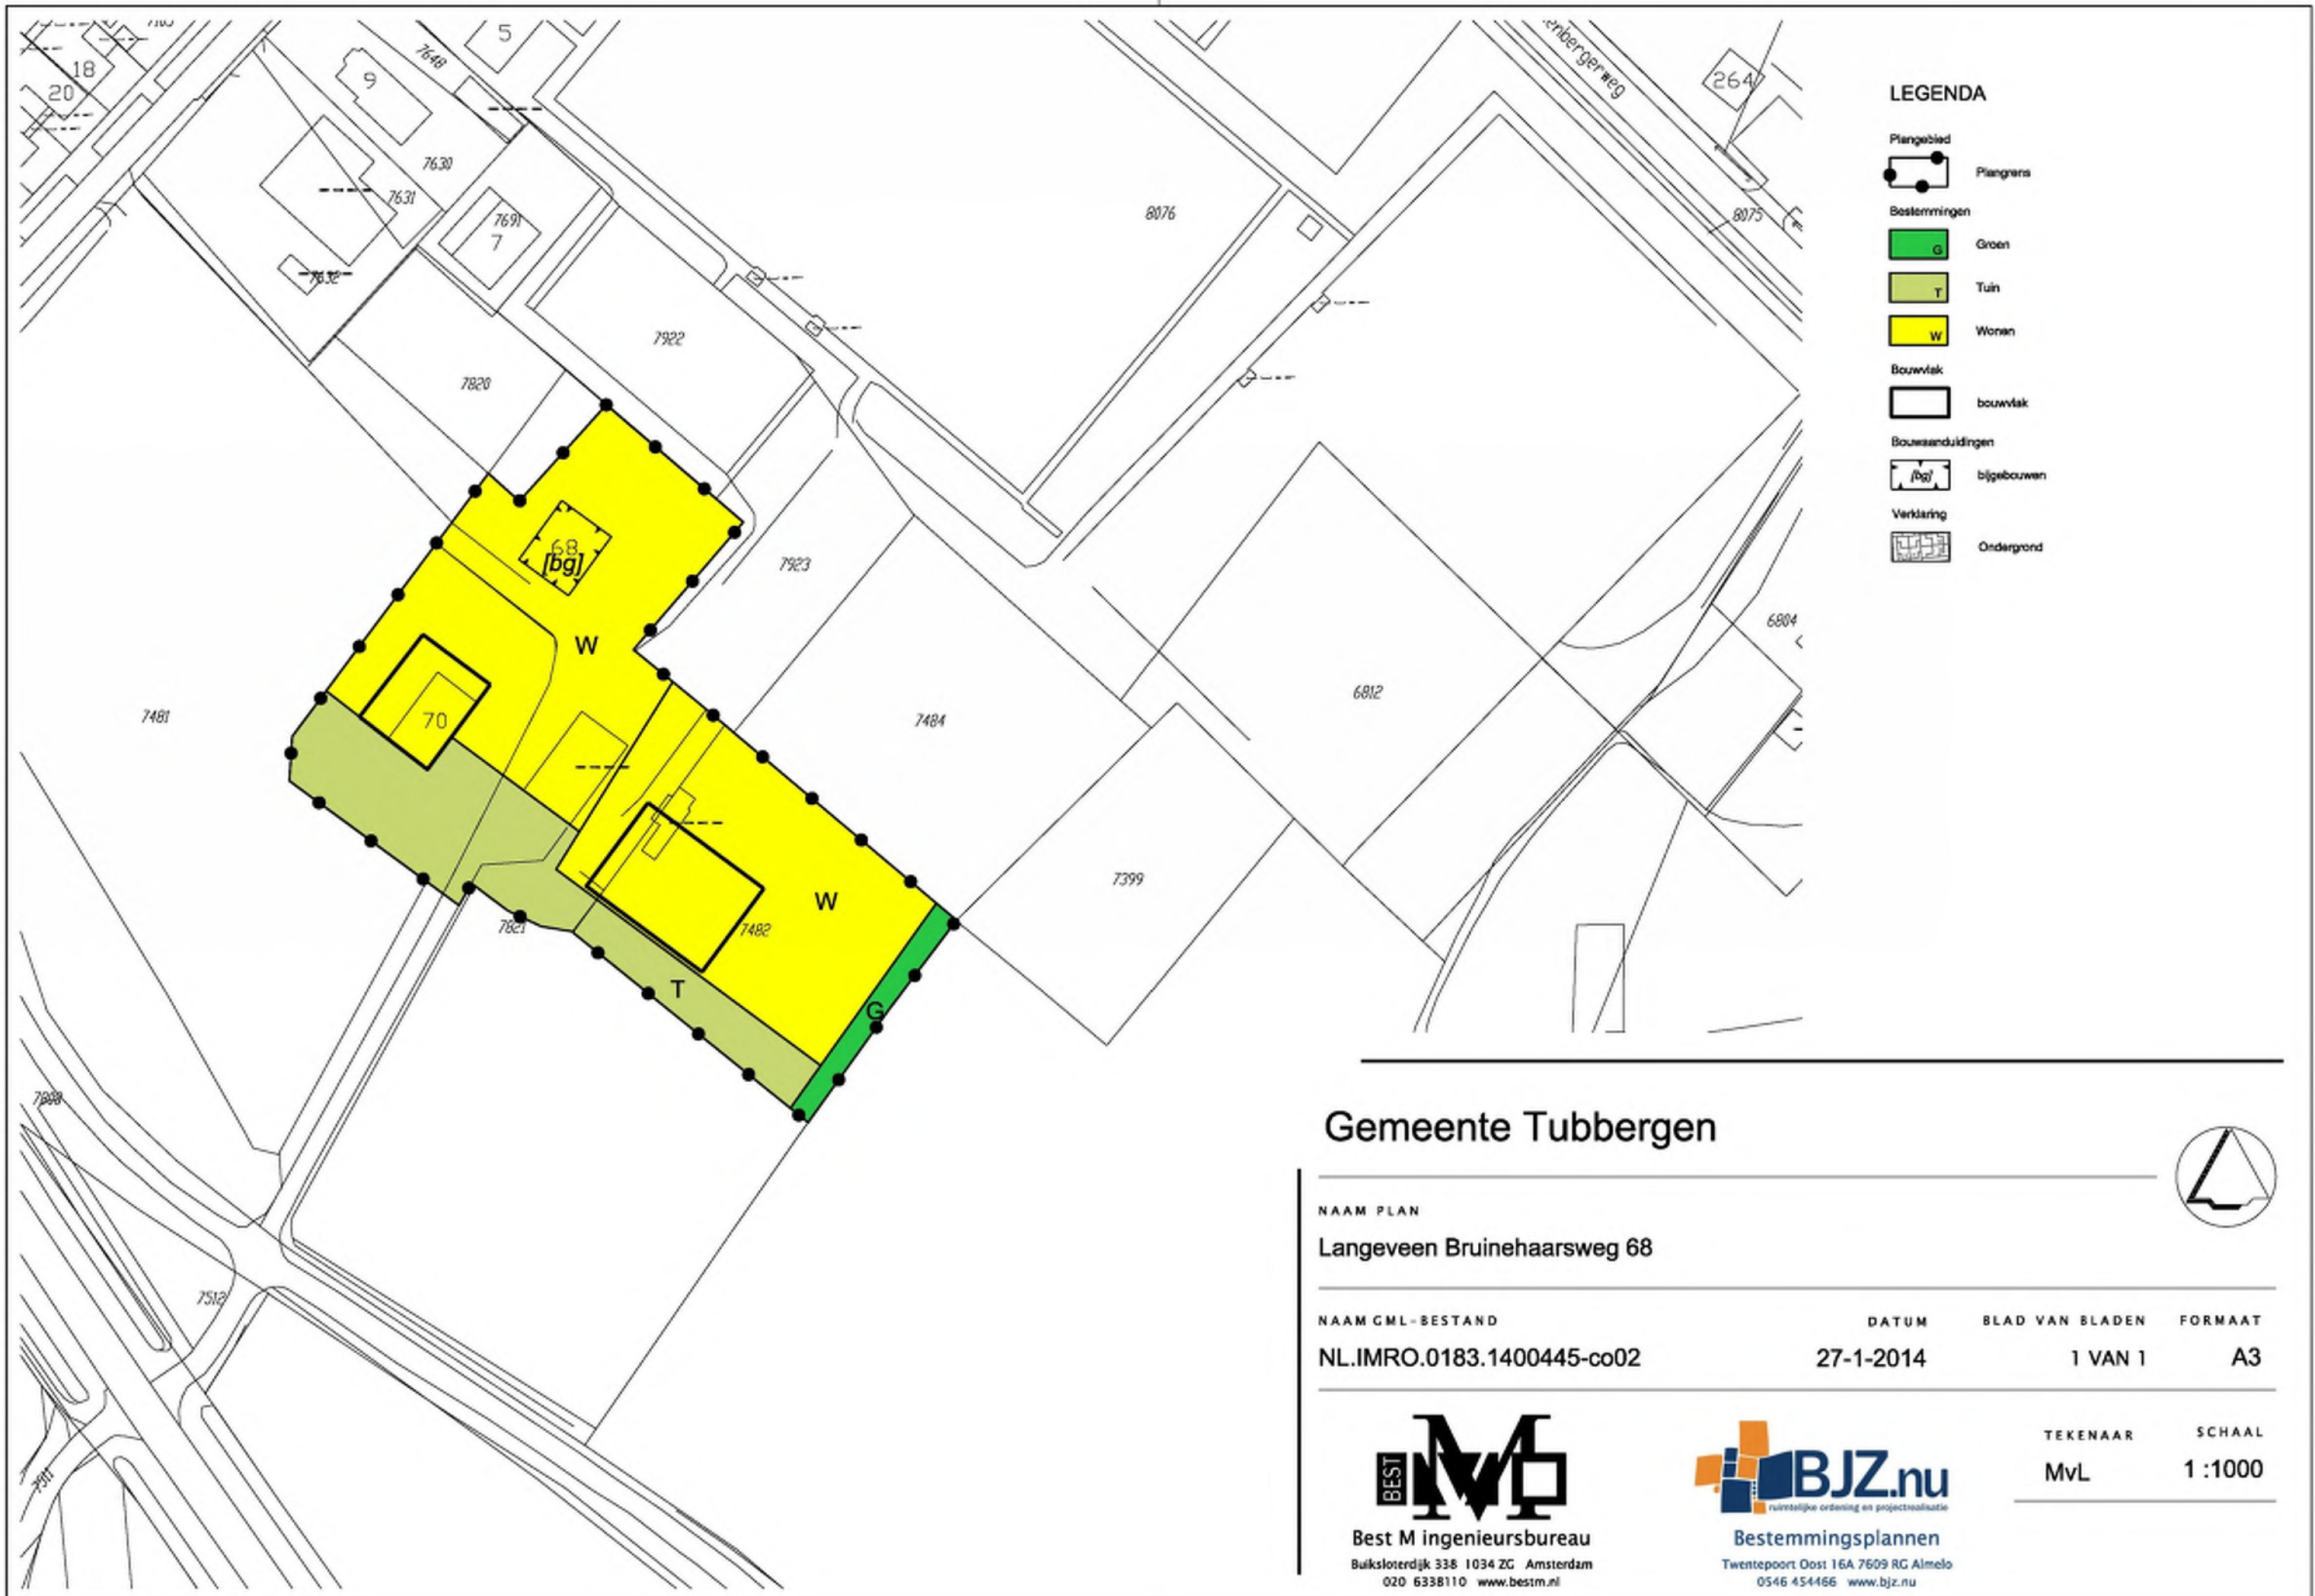 18
20
9
7648
5
7630
7631
7691
7
7632
7922
7820
8076
enbergerweg
264
8075
68
[bg]
7923
W
6804
7481
70
7484
6812
W
7482
7399
7821
T
G
7512
LEGENDA
Plangebied
Plangrens
Bestemmingen
G Groen
T Tuin
W Wonen
Bouwvlak
bouwvlak
Bouwaanduidingen
[bg] bijgebouwen
Verklaring
Ondergrond
Gemeente Tubbergen
NAAM PLAN
Langeveen Bruinehaarsweg 68
NAAM GML-BESTAND DATUM BLAD VAN BLADEN FORMAAT
NL.IMRO.0183.1400445-co02 27-1-2014 1 VAN 1 A3
TEKENAAR SCHAAL
MvL 1 :1000
BEST M
Best M ingenieursbureau
Buiksloterdijk 338 1034 ZG Amsterdam
020 6338110 www.bestm.nl
BJZ.nu
ruimtelijke ordening en projectrealisatie
Bestemmingsplannen
Twentepoort Oost 16A 7609 RG Almelo
0546 454466 www.bjz.nu